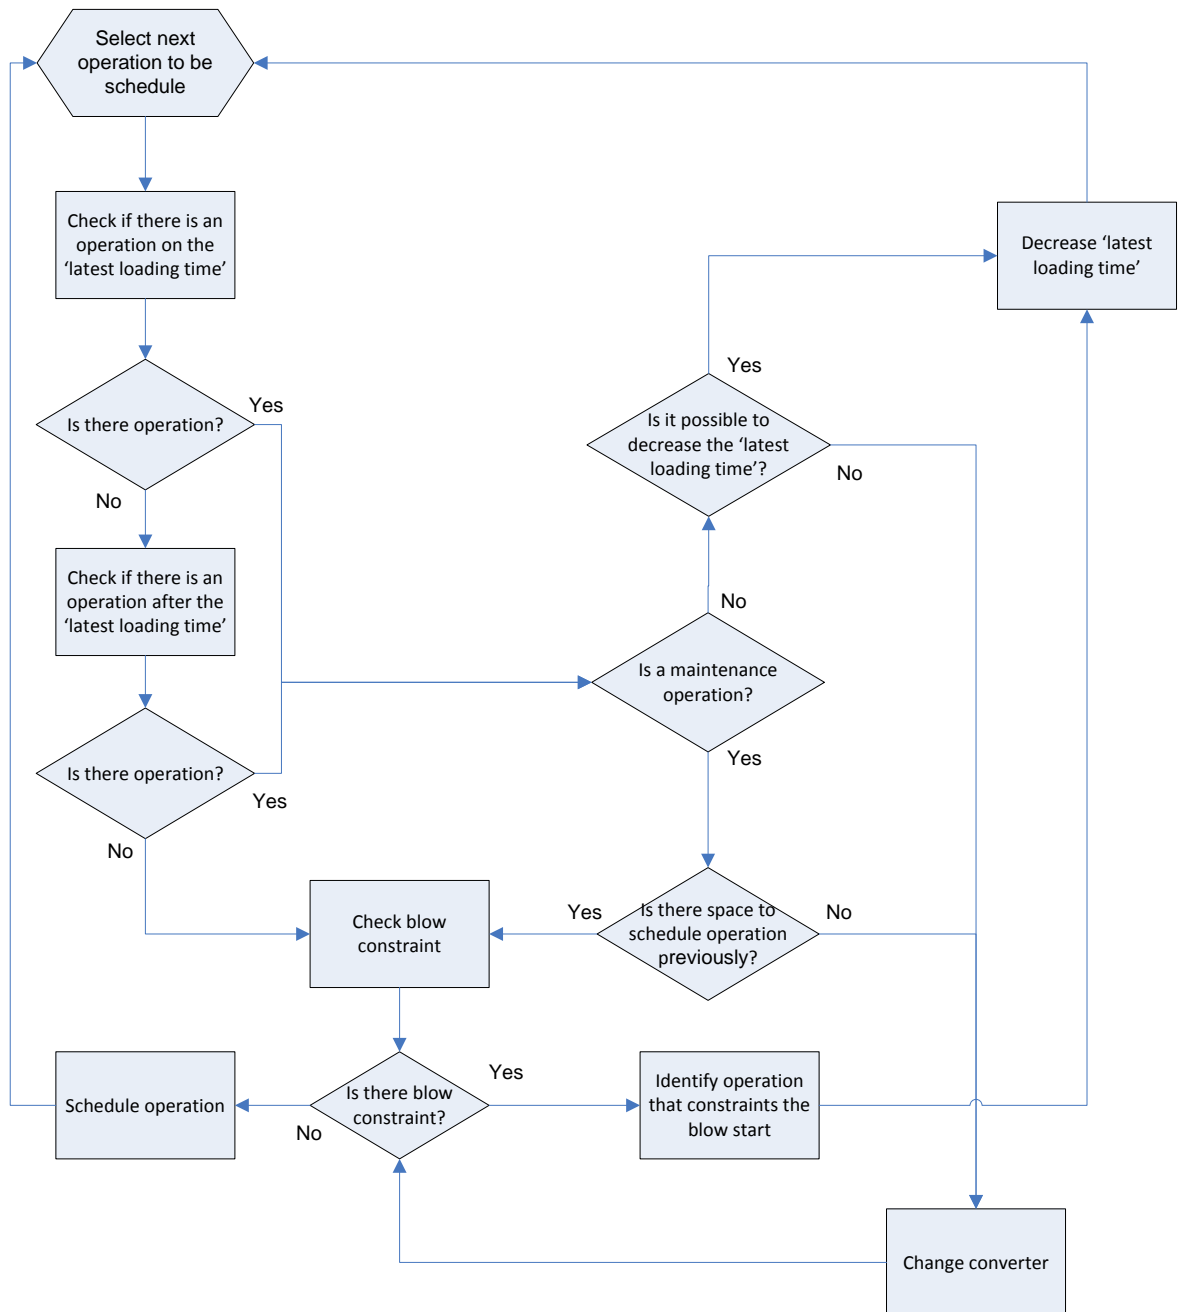 Select next
operation to be
schedule
Check if there is an
operation on the
‘latest loading time’
Decrease ‘latest
loading time’
Yes
Is there operation?
No
Yes
Is it possible to
decrease the ‘latest
loading time’?
No
Check if there is an
operation after the
‘latest loading time’
No
Is a maintenance
operation?
Yes
Is there operation?
Yes
No
Check blow
constraint
Yes
Is there space to
schedule operation
previously?
No
Schedule operation
Is there blow
constraint?
Yes
No
Identify operation
that constraints the
blow start
Change converter